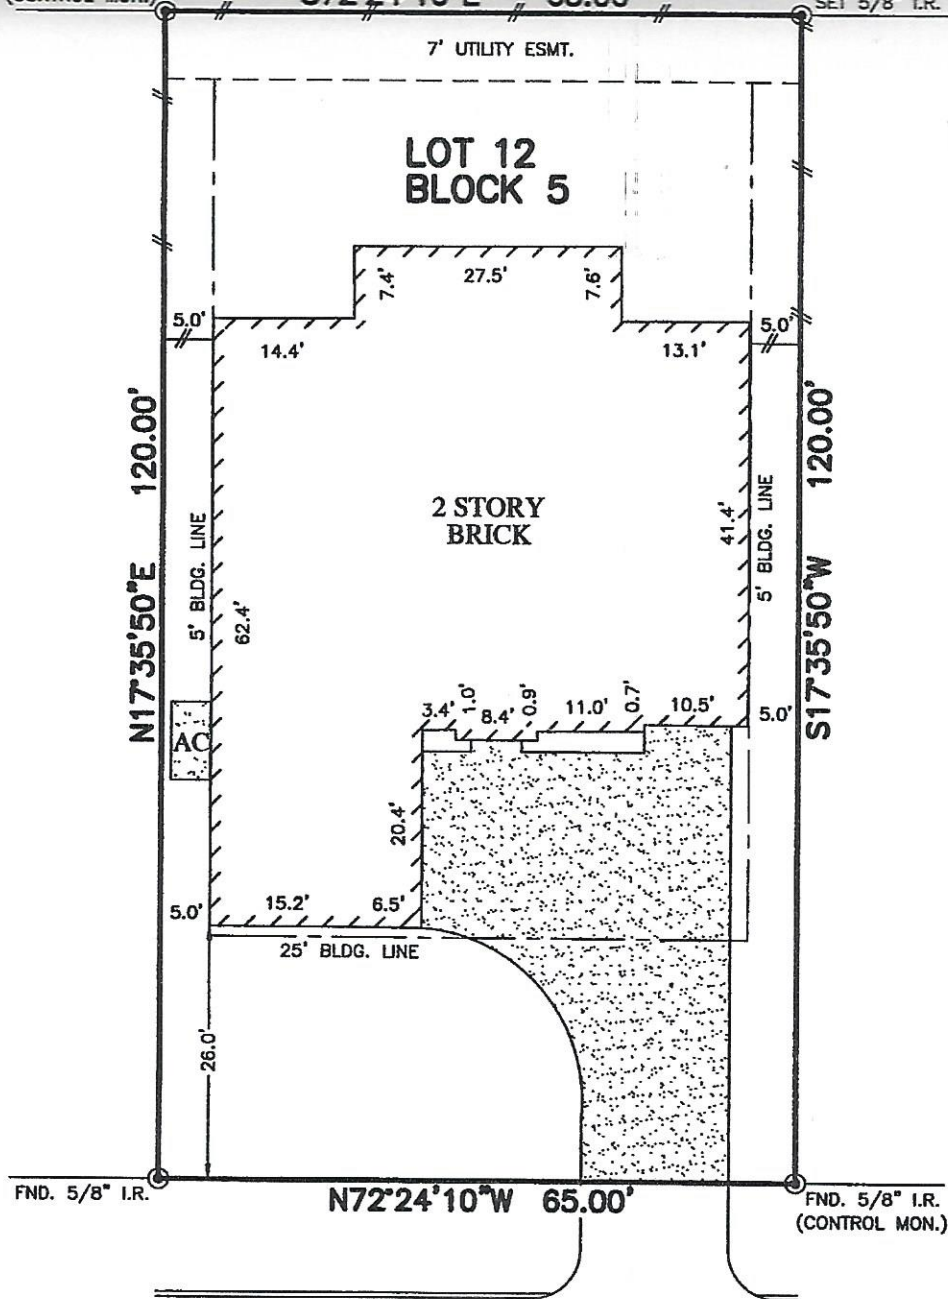 SET 5/8" I.R.
7' UTILITY ESMT.
LOT 12
BLOCK 5
7.4'
27.5'
7.6'
5.0'
14.4'
13.1'
5.0'
N17°35'50"E 120.00'
5' BLDG. LINE
62.4'
2 STORY
BRICK
41.4'
5' BLDG. LINE
S17°35'50"W 120.00'
3.4'
1.0'
8.4'
0.9'
11.0'
0.7'
10.5'
5.0'
AC
20.4'
15.2'
6.5'
5.0'
25' BLDG. LINE
26.0'
FND. 5/8" I.R.
N72°24'10"W 65.00'
FND. 5/8" I.R.
(CONTROL MON.)